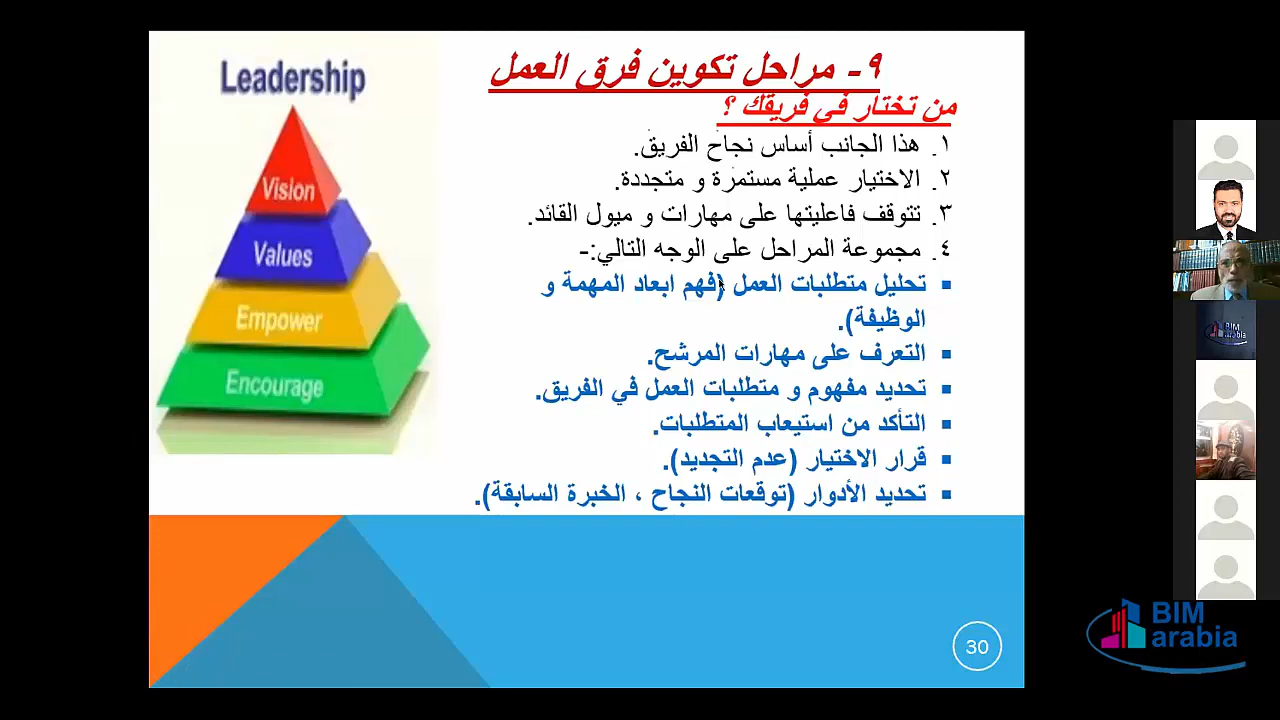 ٩- مراحل تكوين فرق العمل
من تختار في فريقك ؟
١. هذا الجانب أساس نجاح الفريق.
٢. الاختيار عملية مستمرة و متجددة.
٣. تتوقف فاعليتها على مهارات و ميول القائد.
٤. مجموعة المراحل على الوجه التالي:-
▪ تحليل متطلبات العمل (فهم ابعاد المهمة و
الوظيفة).
▪ التعرف على مهارات المرشح.
▪ تحديد مفهوم و متطلبات العمل في الفريق.
▪ التأكد من استيعاب المتطلبات.
▪ قرار الاختيار (عدم التجديد).
▪ تحديد الأدوار (توقعات النجاح ، الخبرة السابقة).
Leadership
Vision
Values
Empower
Encourage
30
BIM
arabia
BIM
arabia